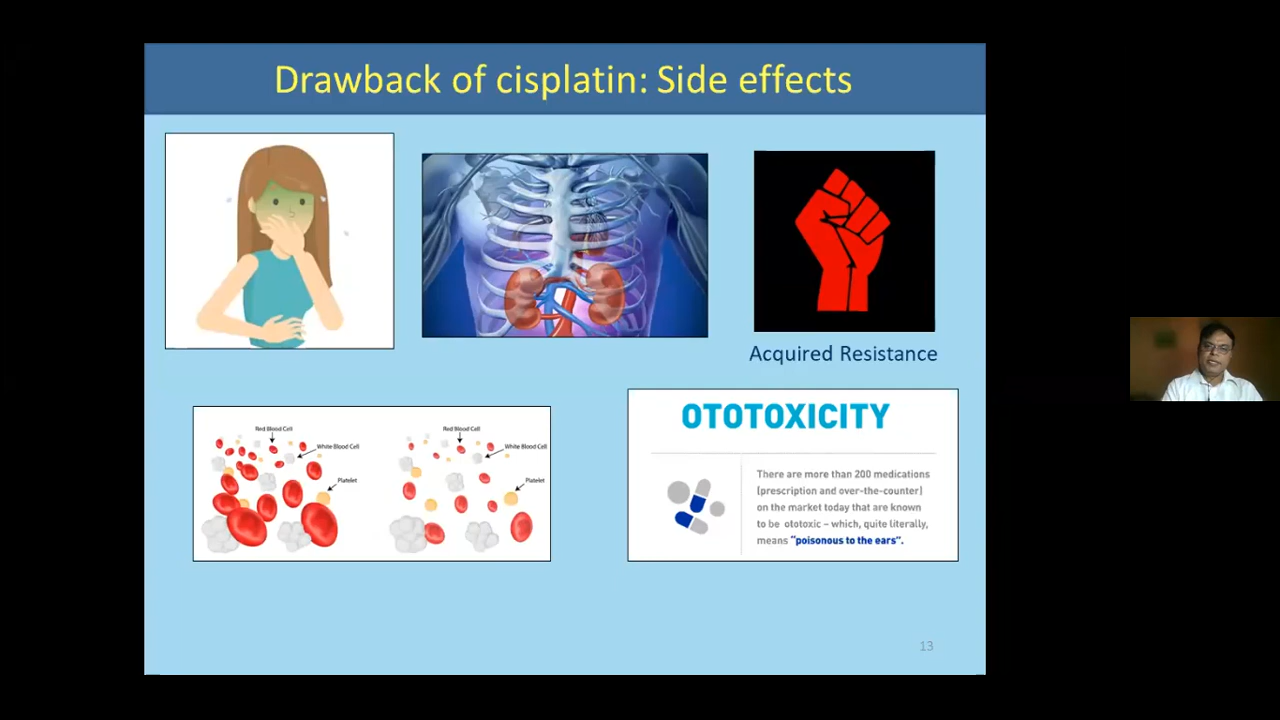 Drawback of cisplatin: Side effects
Acquired Resistance
Red Blood Cell
White Blood Cell
Platelet
Red Blood Cell
White Blood Cell
Platelet
OTOTOXICITY
There are more than 200 medications
(prescription and over-the-counter)
on the market today that are known
to be ototoxic – which, quite literally,
means "poisonous to the ears".
13